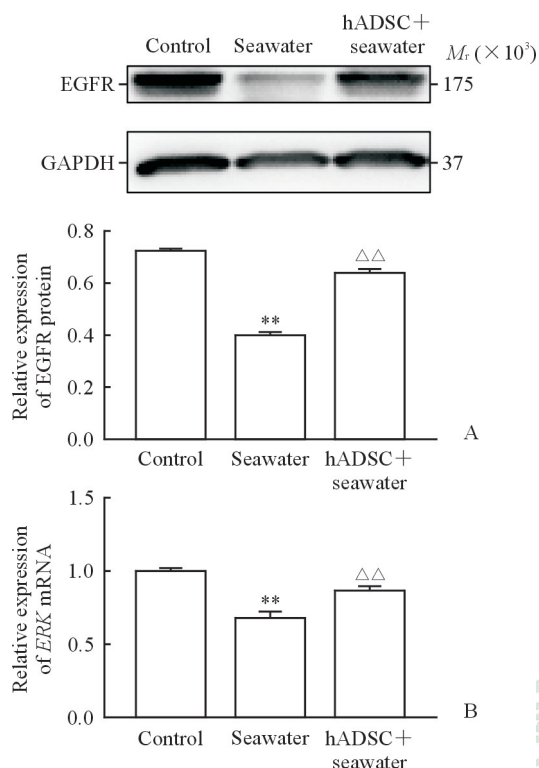 Control Seawater hADSC＋
seawater
Mr (×10³)
EGFR 175
GAPDH 37
Relative expression
of EGFR protein
0.8
0.6
0.4
0.2
0.0
**
△△
Control Seawater hADSC＋
seawater
A
Relative expression
of ERK mRNA
1.5
1.0
0.5
0.0
**
△△
Control Seawater hADSC＋
seawater
B